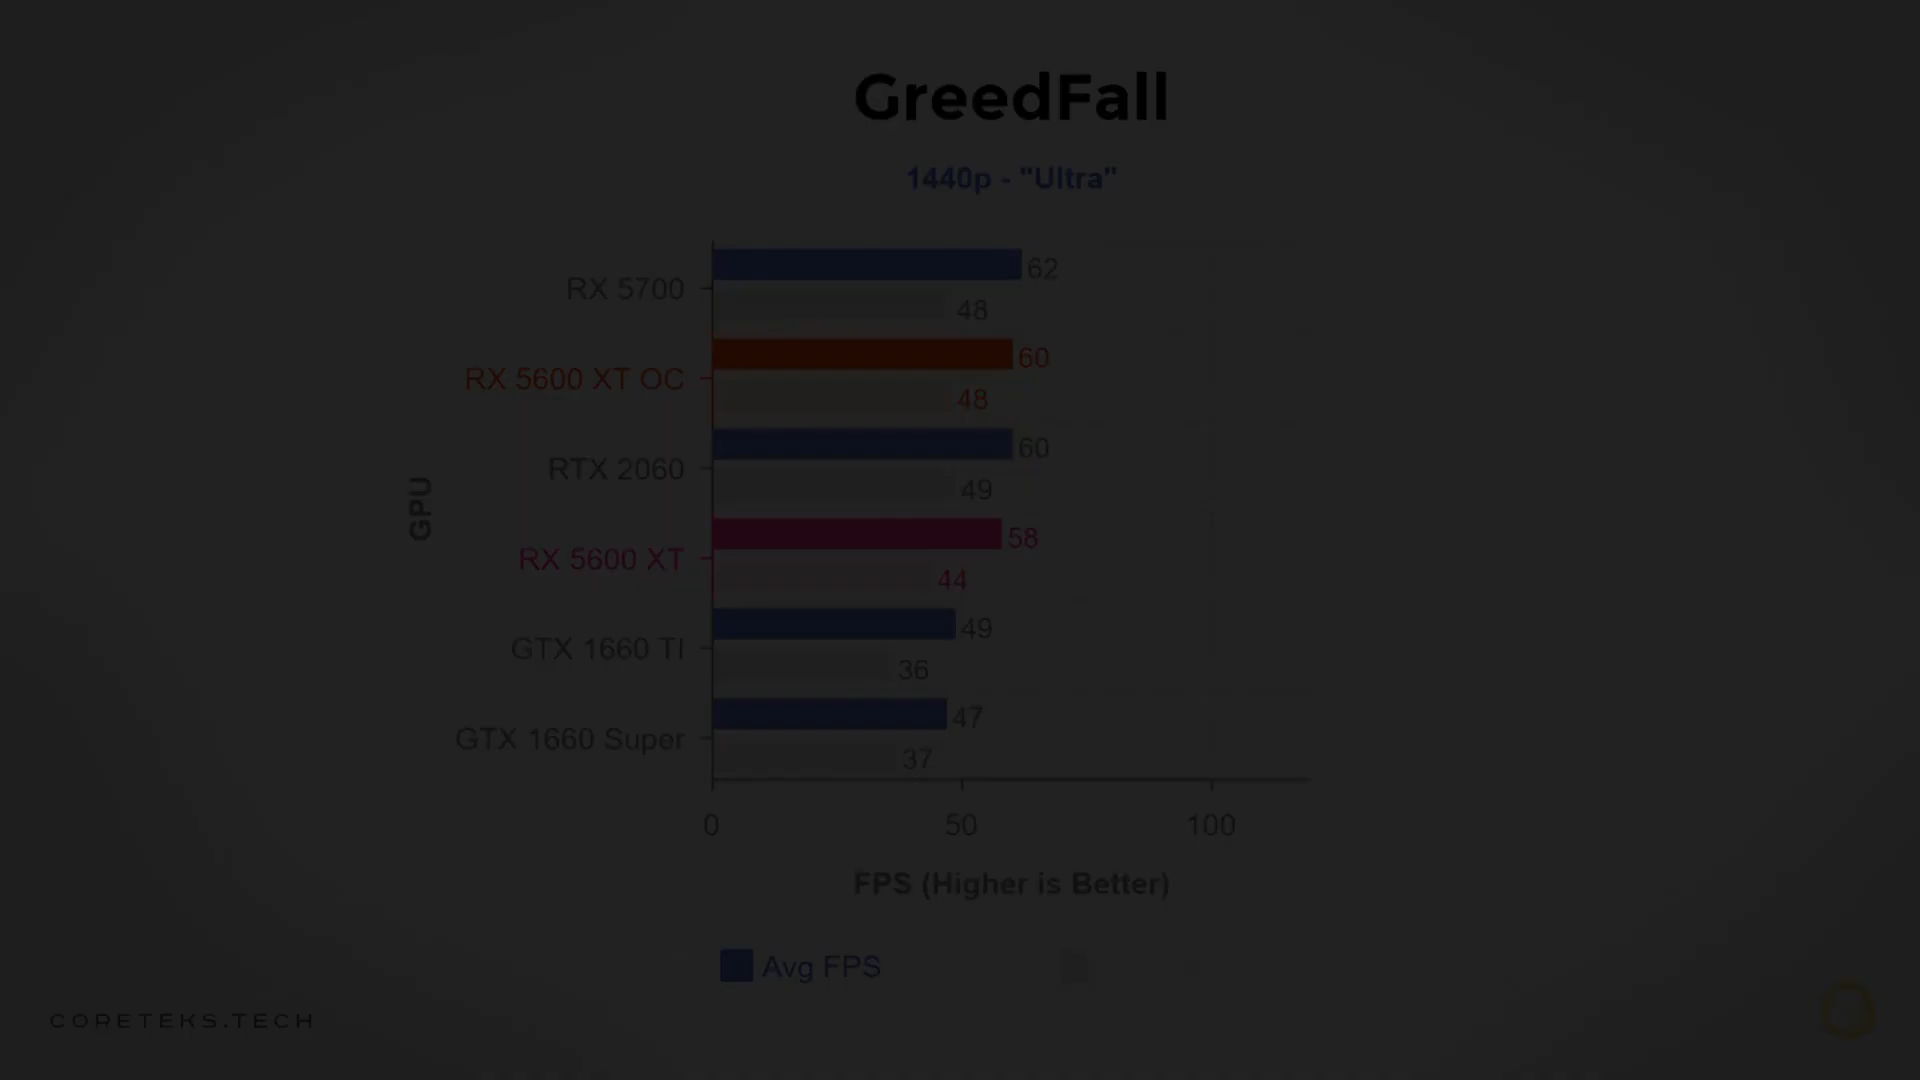 GreedFall
1440p - "Ultra"
RX 5700
62
48
RX 5600 XT OC
60
48
RTX 2060
60
49
GPU
RX 5600 XT
58
44
GTX 1660 TI
49
36
GTX 1660 Super
47
37
0 50 100
FPS (Higher is Better)
Avg FPS
CORETEKS.TECH